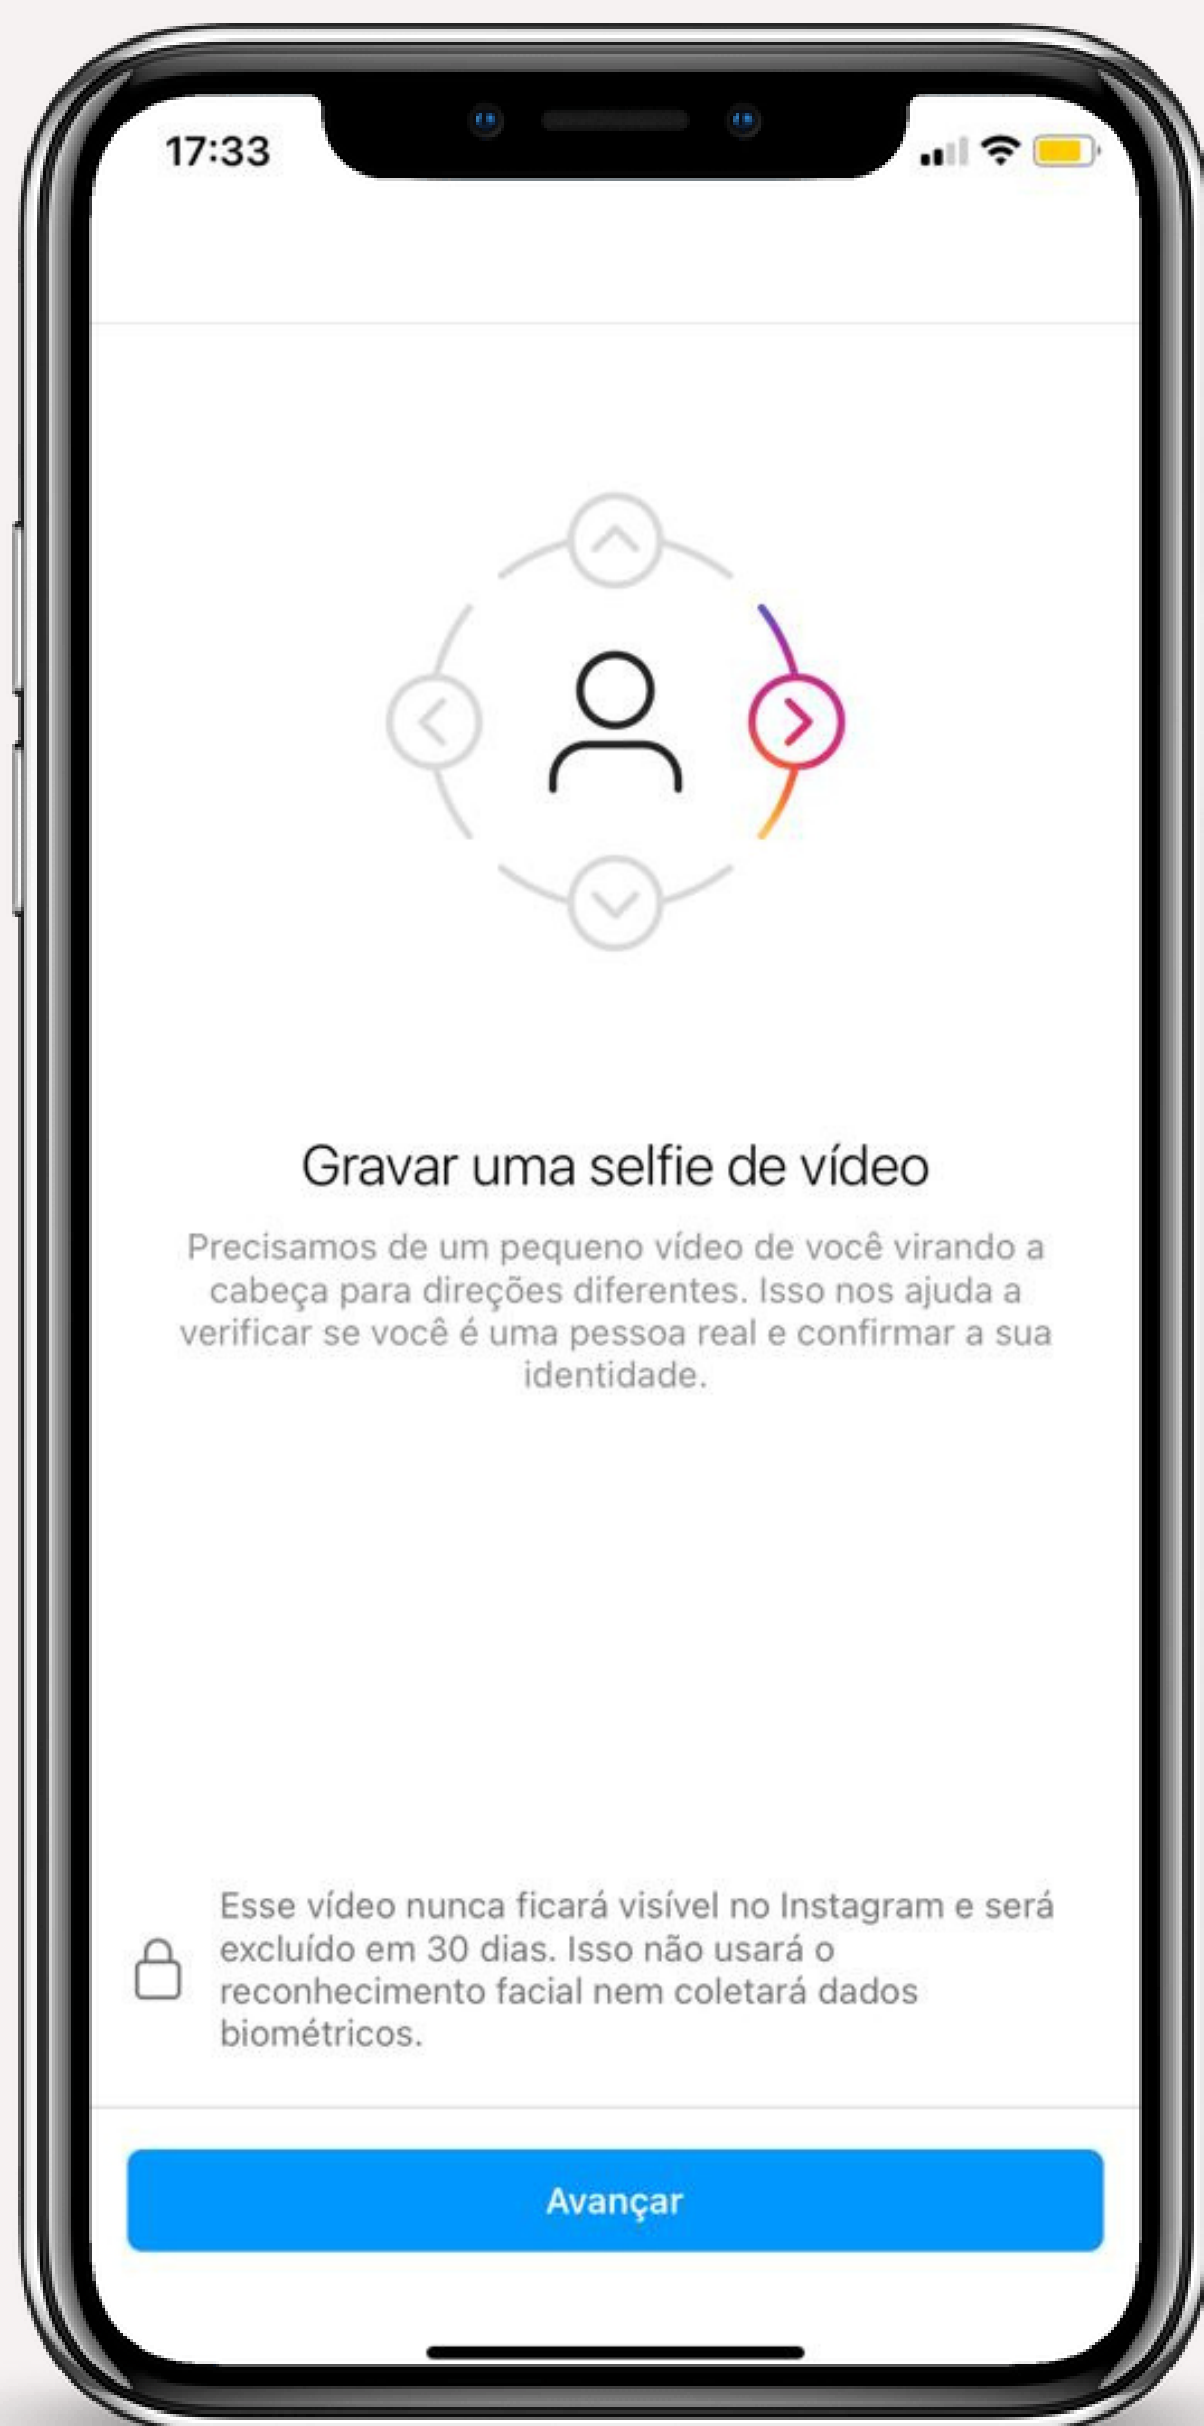 17:33
Gravar uma selfie de vídeo
Precisamos de um pequeno vídeo de você virando a
cabeça para direções diferentes. Isso nos ajuda a
verificar se você é uma pessoa real e confirmar a sua
identidade.
Esse vídeo nunca ficará visível no Instagram e será
excluído em 30 dias. Isso não usará o
reconhecimento facial nem coletará dados
biométricos.
Avançar